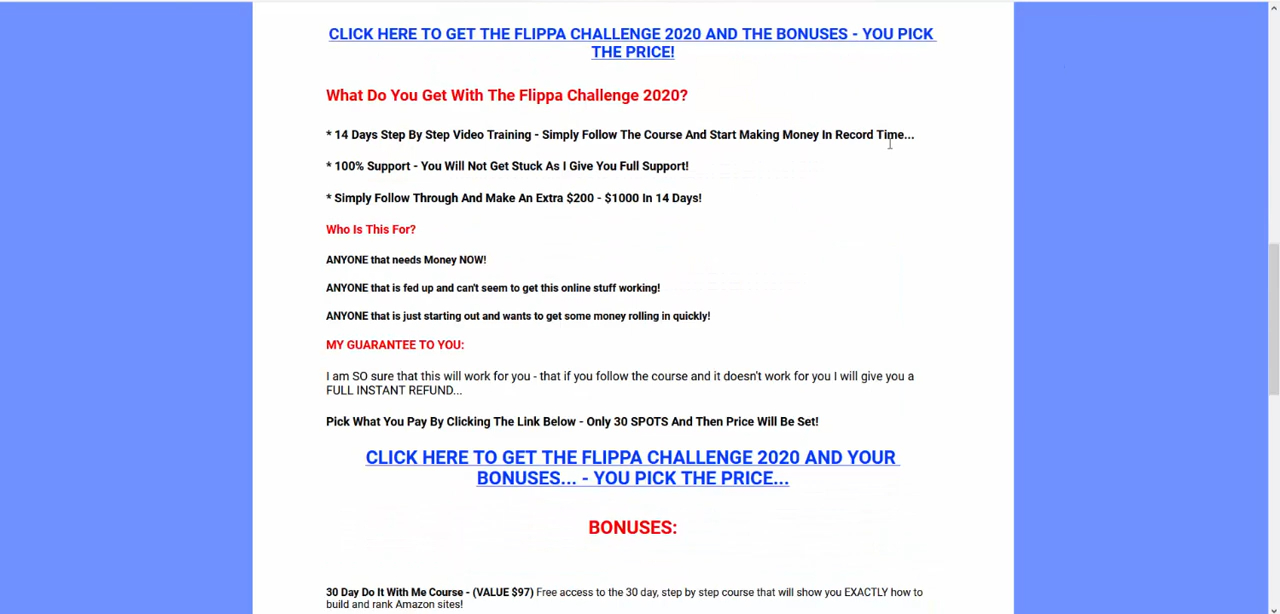 CLICK HERE TO GET THE FLIPPA CHALLENGE 2020 AND THE BONUSES - YOU PICK
THE PRICE!
What Do You Get With The Flippa Challenge 2020?
* 14 Days Step By Step Video Training - Simply Follow The Course And Start Making Money In Record Time...
* 100% Support - You Will Not Get Stuck As I Give You Full Support!
* Simply Follow Through And Make An Extra $200 - $1000 In 14 Days!
Who Is This For?
ANYONE that needs Money NOW!
ANYONE that is fed up and can't seem to get this online stuff working!
ANYONE that is just starting out and wants to get some money rolling in quickly!
MY GUARANTEE TO YOU:
I am SO sure that this will work for you - that if you follow the course and it doesn't work for you I will give you a
FULL INSTANT REFUND...
Pick What You Pay By Clicking The Link Below - Only 30 SPOTS And Then Price Will Be Set!
CLICK HERE TO GET THE FLIPPA CHALLENGE 2020 AND YOUR
BONUSES... - YOU PICK THE PRICE...
BONUSES:
30 Day Do It With Me Course - (VALUE $97) Free access to the 30 day, step by step course that will show you EXACTLY how to
build and rank Amazon sites!